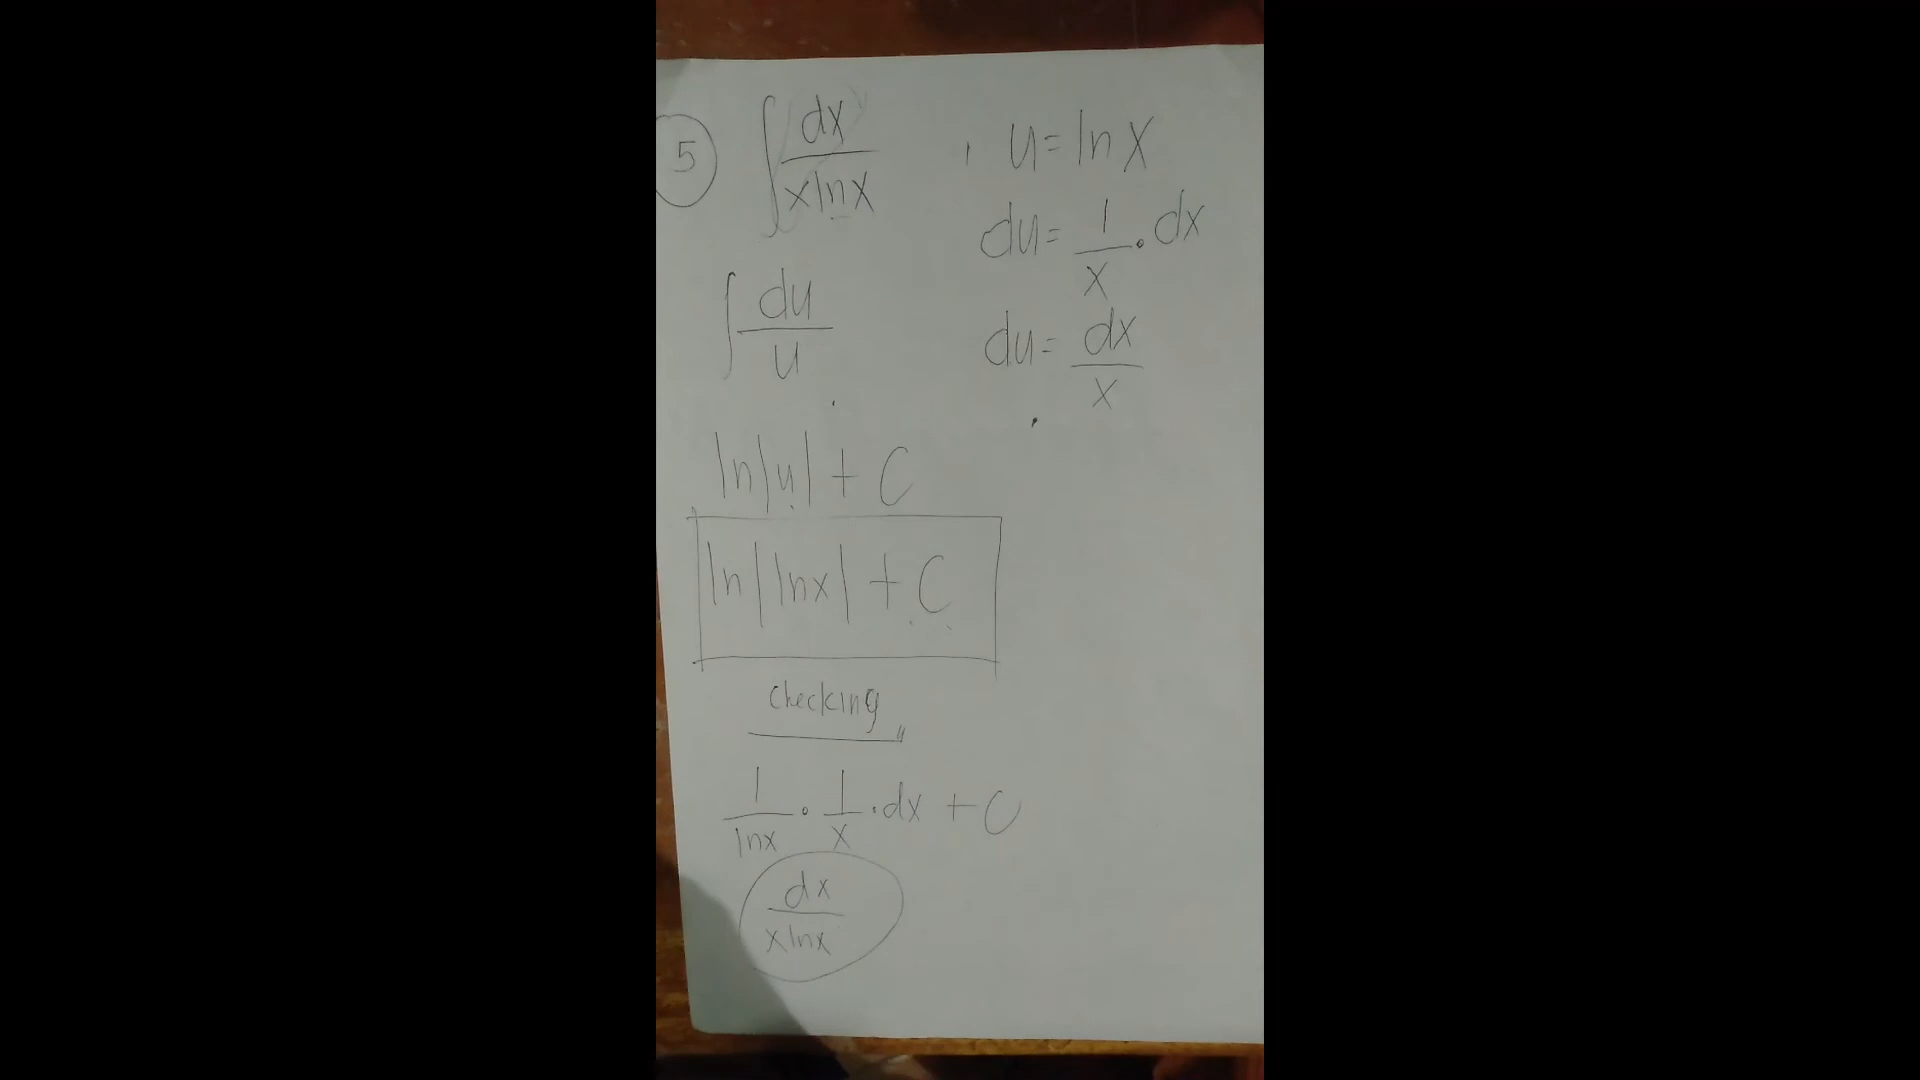 5
∫ dx / x ln x
u = ln x
du = 1/x · dx
du = dx/x
∫ du/u
ln|u| + C
ln|ln x| + C
checking
1/ln x · 1/x · dx + C
dx / x ln x